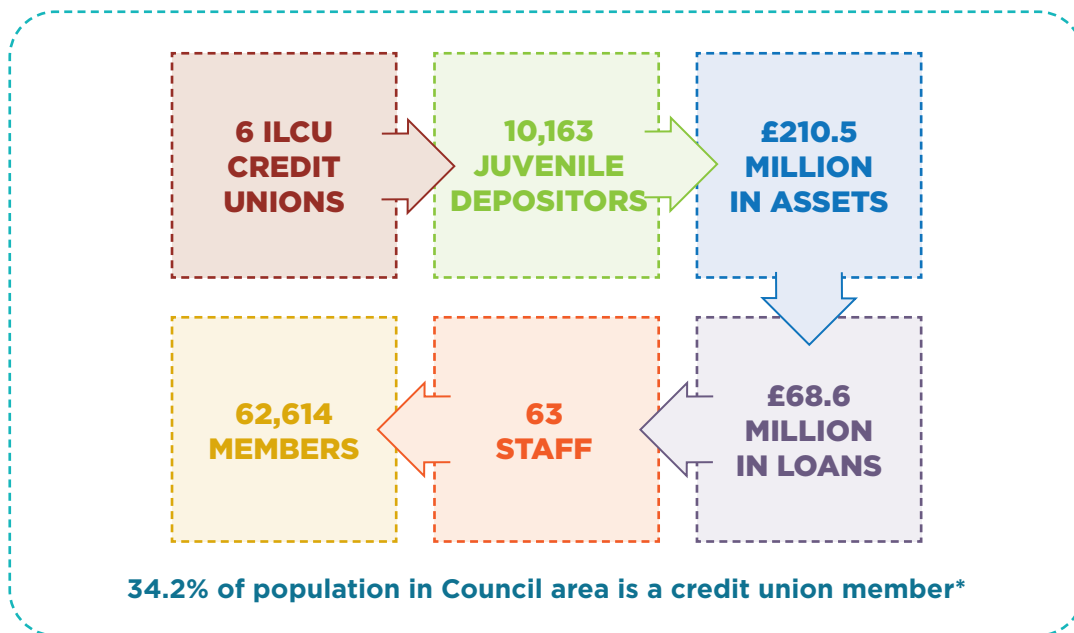 6 ILCU
CREDIT
UNIONS
10,163
JUVENILE
DEPOSITORS
£210.5
MILLION
IN ASSETS
£68.6
MILLION
IN LOANS
63
STAFF
62,614
MEMBERS
34.2% of population in Council area is a credit union member*